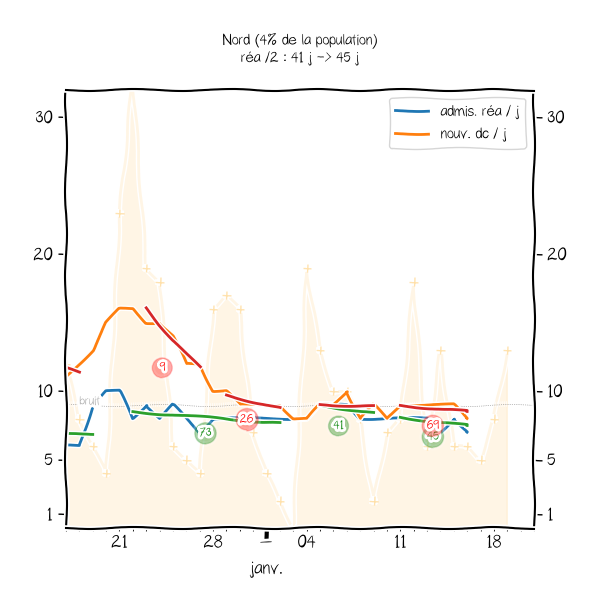 Nord (4% de la population)
réa /2 : 41 j -> 45 j
admis. réa / j
nouv. dc / j
30 30
20 20
10 10
bruit
5 5
1 1
9
73
26
41
69
45
21 28 04 11 18
janv.